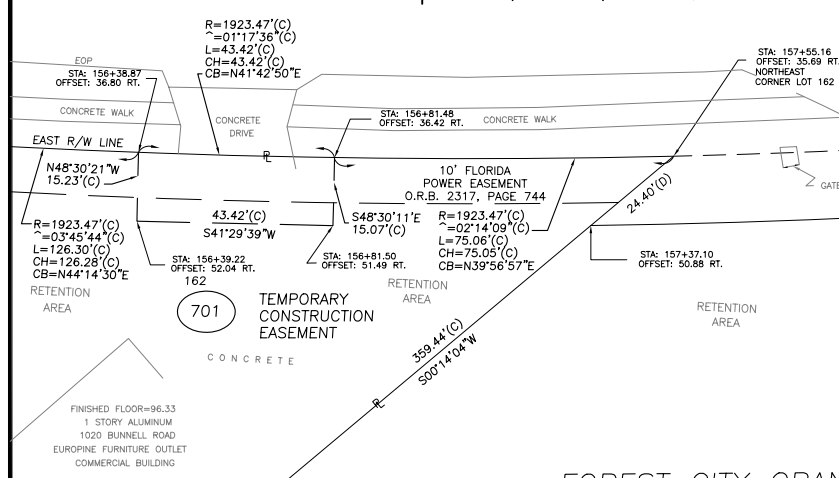 R=1923.47'(C)
^=01°17'36"(C)
L=43.42'(C)
CH=43.42'(C)
CB=N41°42'50"E
EOP
STA: 156+38.87
OFFSET: 36.80 RT.
STA: 157+55.16
OFFSET: 35.69 RT.
NORTHEAST
CORNER LOT 162
CONCRETE WALK
CONCRETE
DRIVE
STA: 156+81.48
OFFSET: 36.42 RT.
CONCRETE WALK
EAST R/W LINE
PL
N48°30'21"W
15.23'(C)
10' FLORIDA
POWER EASEMENT
O.R.B. 2317, PAGE 744
GATE
24.40'(D)
43.42'(C)
S41°29'39"W
S48°30'11"E
15.07'(C)
R=1923.47'(C)
^=02°14'09"(C)
L=75.06'(C)
CH=75.05'(C)
CB=N39°56'57"E
R=1923.47'(C)
^=03°45'44"(C)
L=126.30'(C)
CH=126.28'(C)
CB=N44°14'30"E
STA: 156+39.22
OFFSET: 52.04 RT.
STA: 156+81.50
OFFSET: 51.49 RT.
STA: 157+37.10
OFFSET: 50.88 RT.
162
RETENTION
AREA
701
TEMPORARY
CONSTRUCTION
EASEMENT
RETENTION
AREA
RETENTION
AREA
CONCRETE
359.44'(C)
S00°14'04"W
PL
FINISHED FLOOR=96.33
1 STORY ALUMINUM
1020 BUNNELL ROAD
EUROPINE FURNITURE OUTLET
COMMERCIAL BUILDING